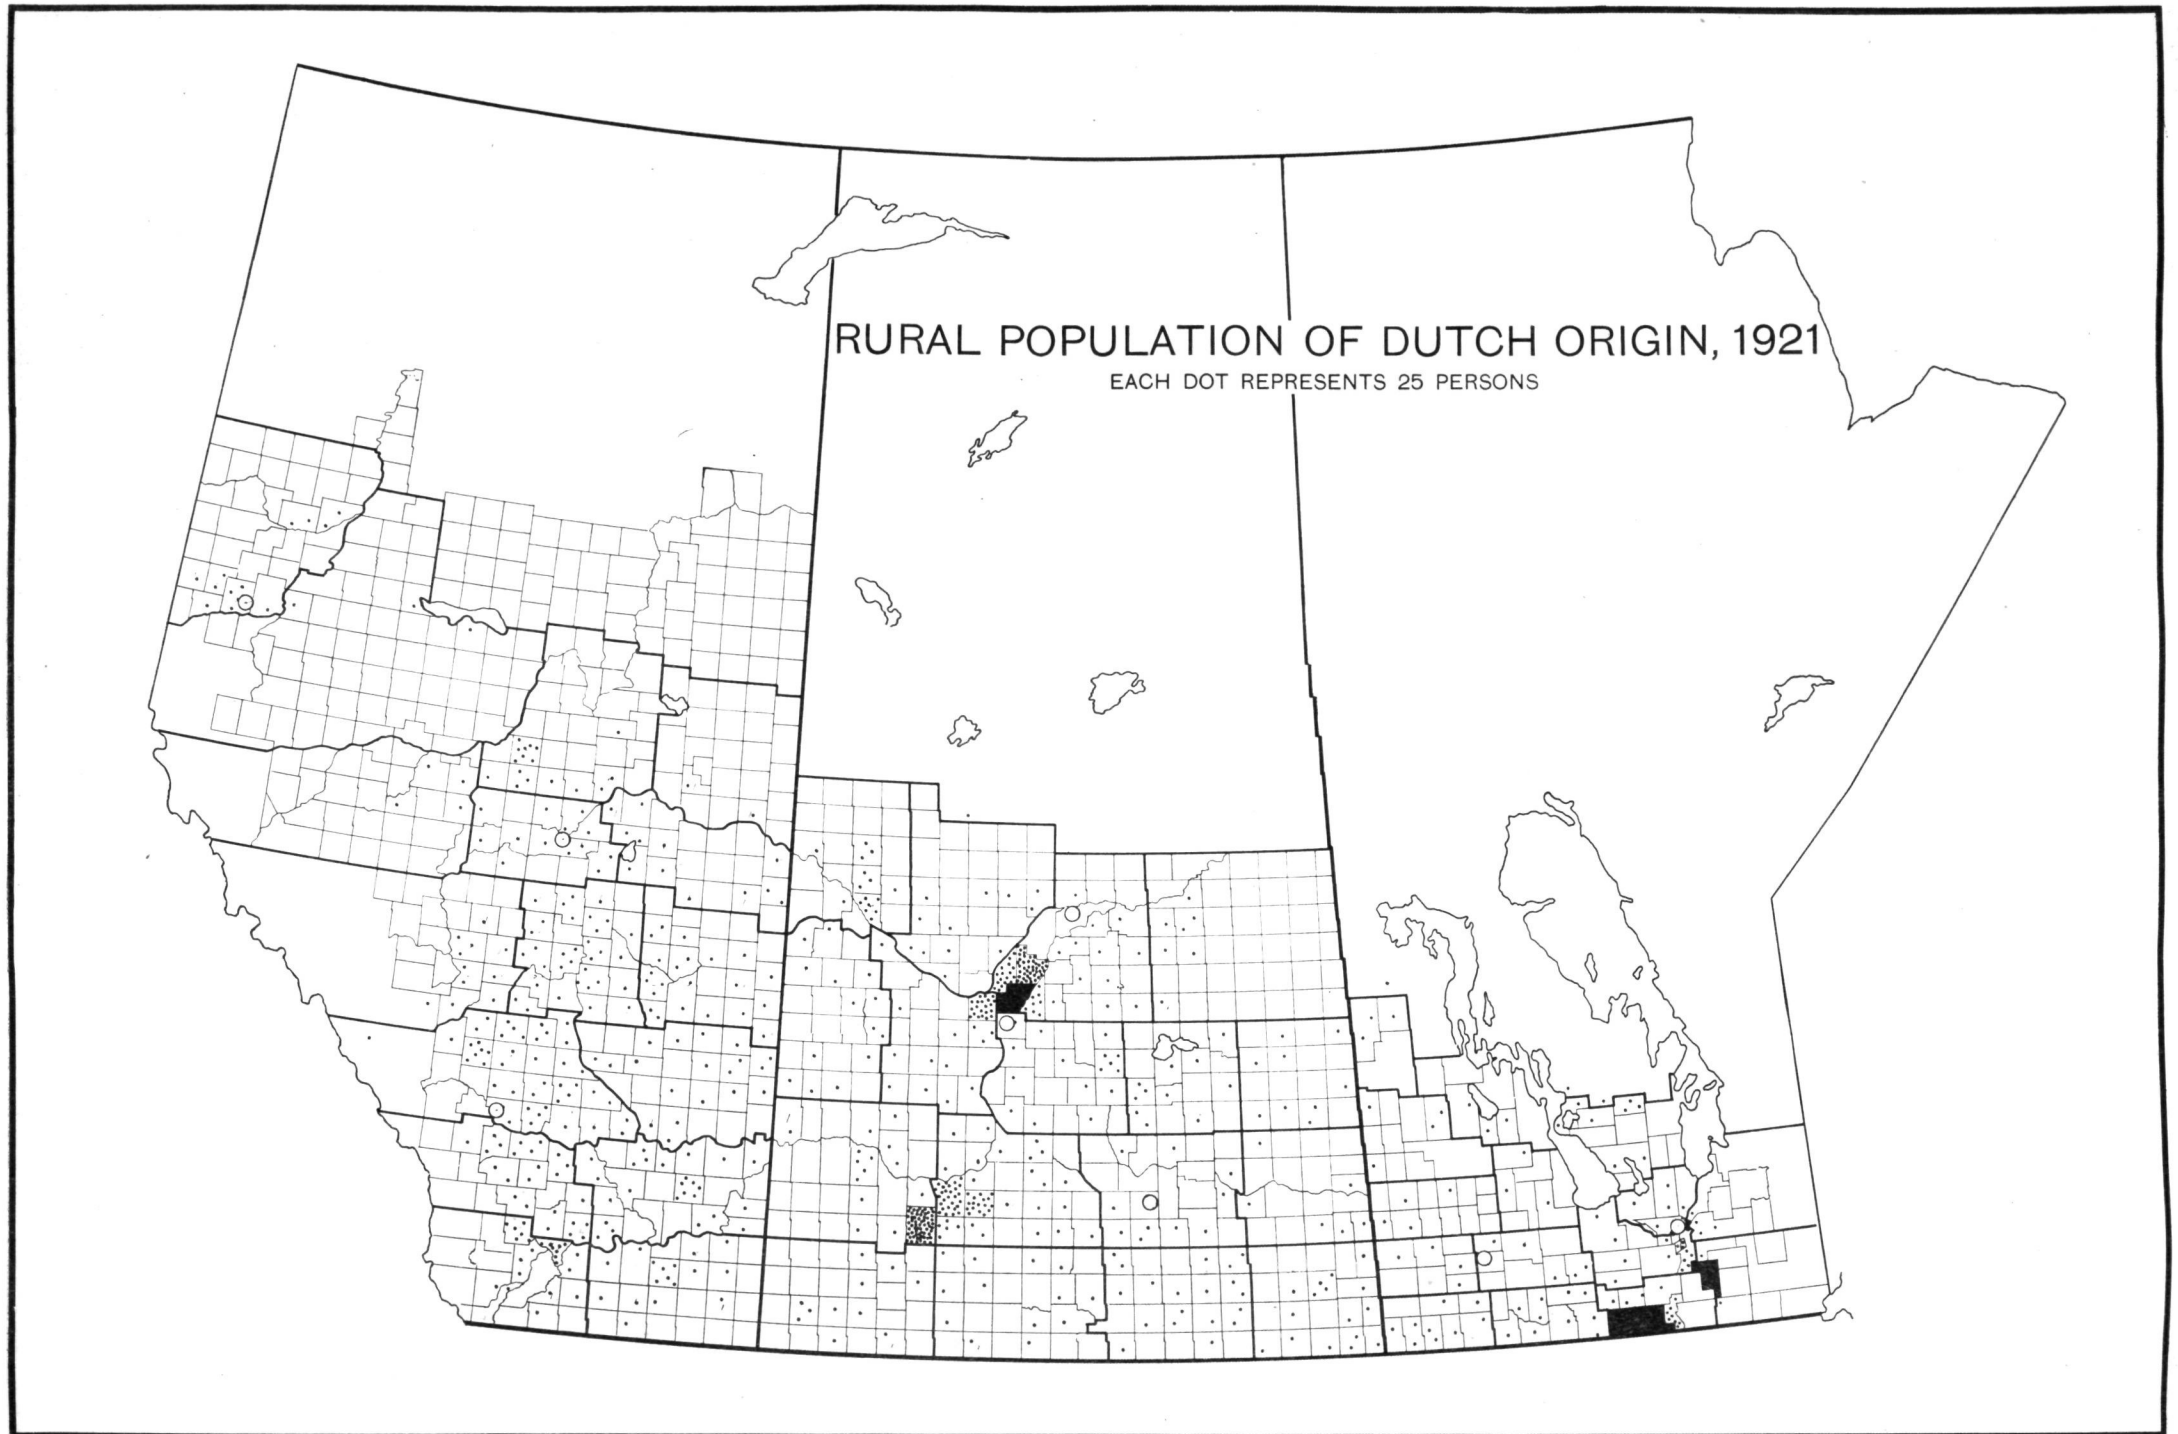 RURAL POPULATION OF DUTCH ORIGIN, 1921
EACH DOT REPRESENTS 25 PERSONS